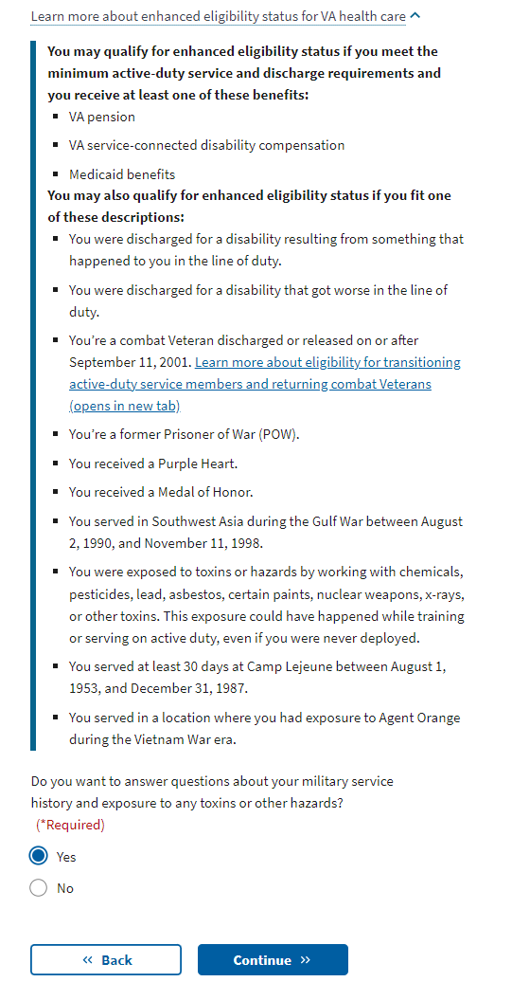 Learn more about enhanced eligibility status for VA health care
You may qualify for enhanced eligibility status if you meet the
minimum active-duty service and discharge requirements and
you receive at least one of these benefits:
▪ VA pension
▪ VA service-connected disability compensation
▪ Medicaid benefits
You may also qualify for enhanced eligibility status if you fit one
of these descriptions:
▪ You were discharged for a disability resulting from something that
happened to you in the line of duty.
▪ You were discharged for a disability that got worse in the line of
duty.
▪ You're a combat Veteran discharged or released on or after
September 11, 2001. Learn more about eligibility for transitioning
active-duty service members and returning combat Veterans
(opens in new tab)
▪ You're a former Prisoner of War (POW).
▪ You received a Purple Heart.
▪ You received a Medal of Honor.
▪ You served in Southwest Asia during the Gulf War between August
2, 1990, and November 11, 1998.
▪ You were exposed to toxins or hazards by working with chemicals,
pesticides, lead, asbestos, certain paints, nuclear weapons, x-rays,
or other toxins. This exposure could have happened while training
or serving on active duty, even if you were never deployed.
▪ You served at least 30 days at Camp Lejeune between August 1,
1953, and December 31, 1987.
▪ You served in a location where you had exposure to Agent Orange
during the Vietnam War era.
Do you want to answer questions about your military service
history and exposure to any toxins or other hazards?
(*Required)
Yes
No
« Back
Continue »